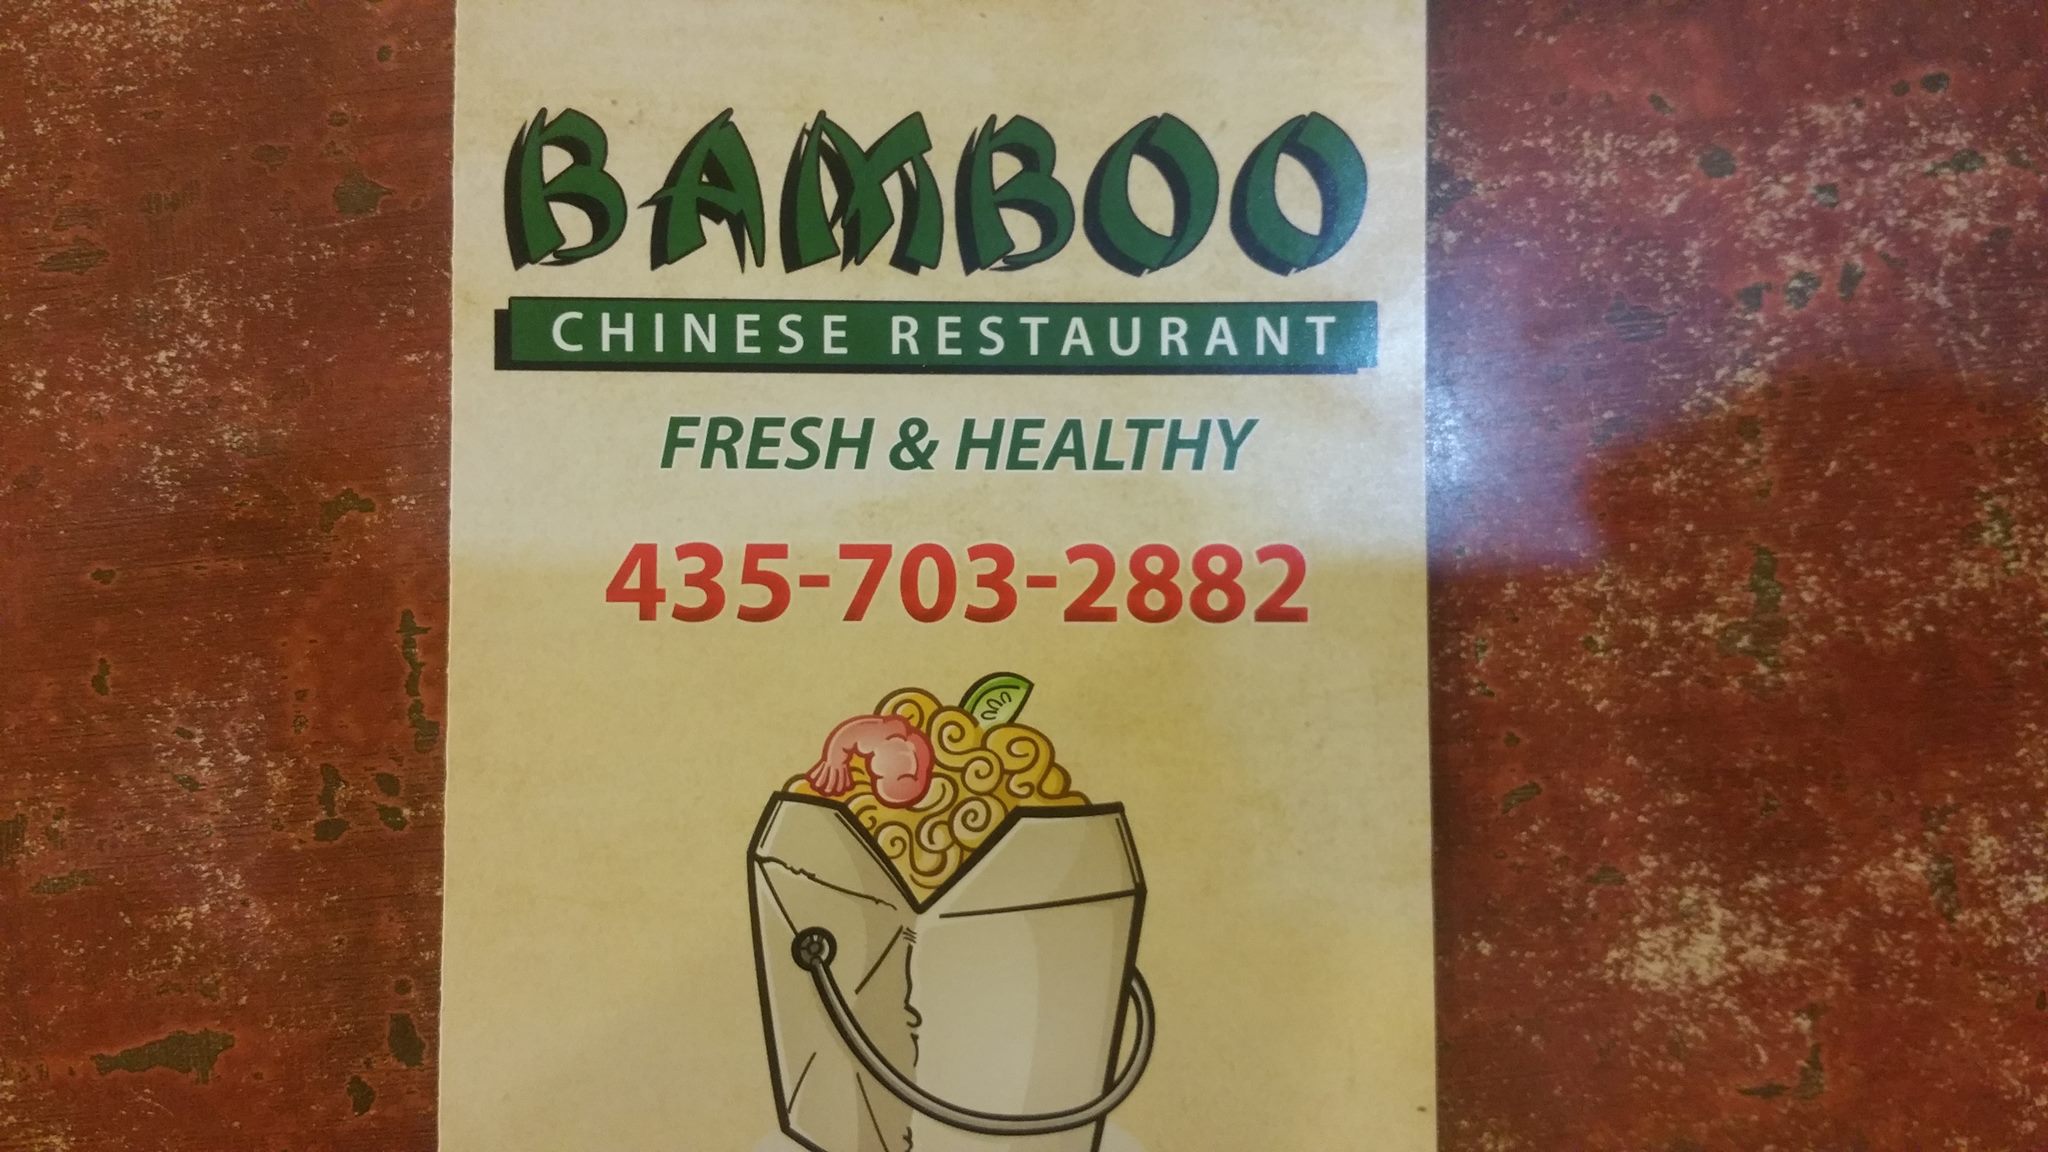 BAMBOO
CHINESE RESTAURANT
FRESH & HEALTHY
435-703-2882